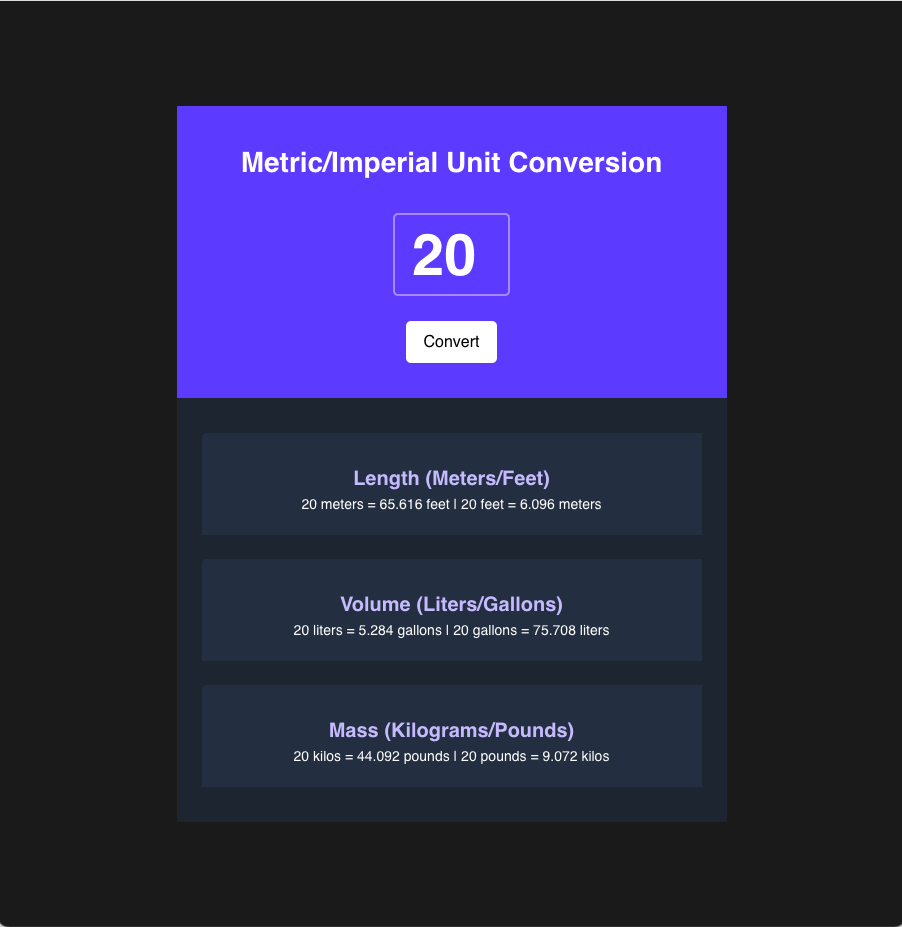 Metric/Imperial Unit Conversion
20
Convert
Length (Meters/Feet)
20 meters = 65.616 feet | 20 feet = 6.096 meters
Volume (Liters/Gallons)
20 liters = 5.284 gallons | 20 gallons = 75.708 liters
Mass (Kilograms/Pounds)
20 kilos = 44.092 pounds | 20 pounds = 9.072 kilos